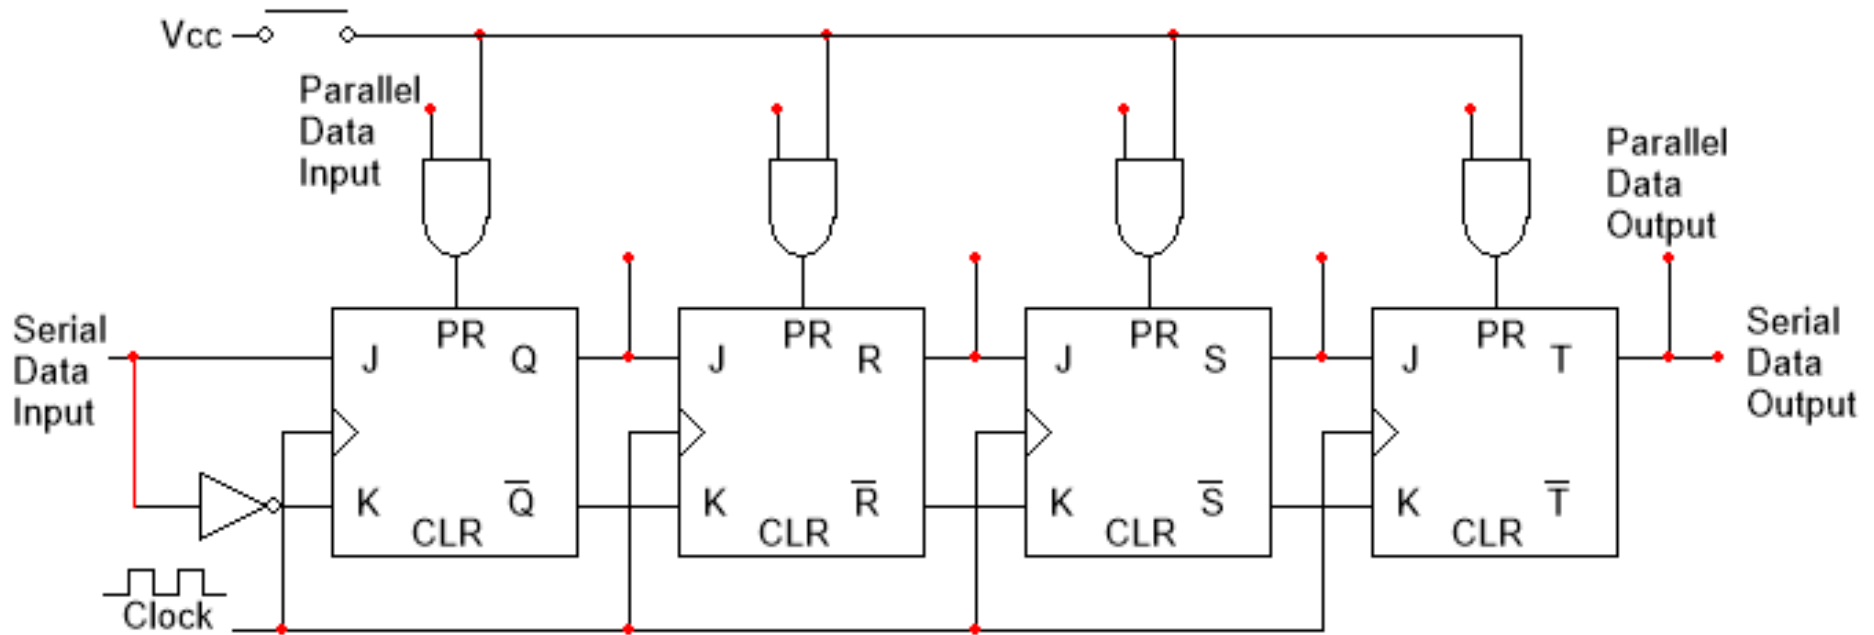 Vcc
Parallel
Data
Input
Parallel
Data
Output
Serial
Data
Input
PR
J
Q
K
Q̅
CLR
PR
J
R
K
R̅
CLR
PR
J
S
K
S̅
CLR
PR
J
T
K
T̅
CLR
Serial
Data
Output
Clock